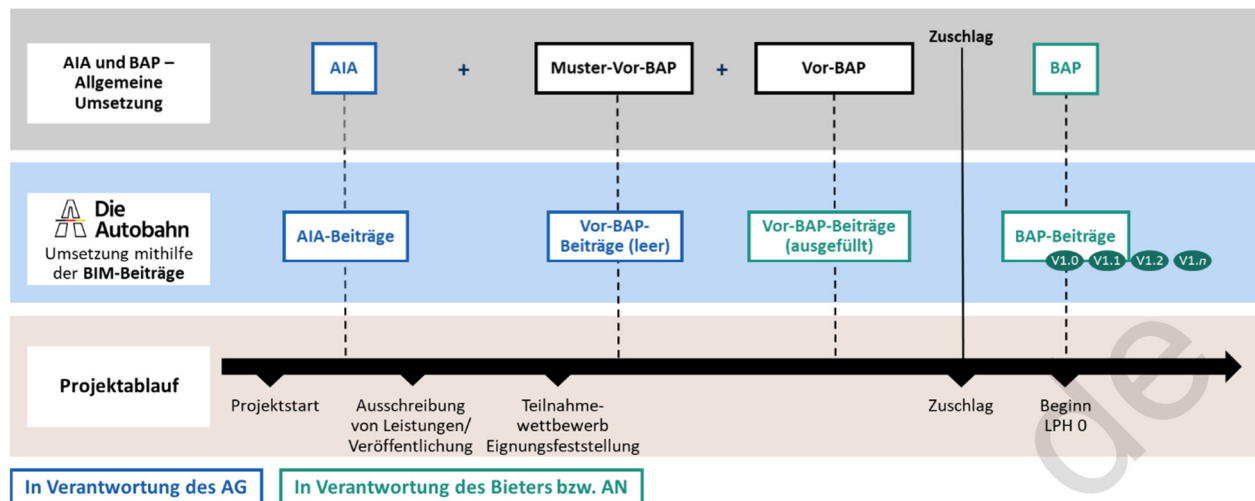 Zuschlag
AIA und BAP –
Allgemeine
Umsetzung
AIA
+
Muster-Vor-BAP
+
Vor-BAP
BAP
Die
Autobahn
Umsetzung mithilfe
der BIM-Beiträge
AIA-Beiträge
Vor-BAP-
Beiträge (leer)
Vor-BAP-Beiträge
(ausgefüllt)
BAP-Beiträge
V1.0
V1.1
V1.2
V1.n
Projektablauf
Projektstart
Ausschreibung
von Leistungen/
Veröffentlichung
Teilnahme-
wettbewerb
Eignungsfeststellung
Zuschlag
Beginn
LPH 0
de
In Verantwortung des AG
In Verantwortung des Bieters bzw. AN